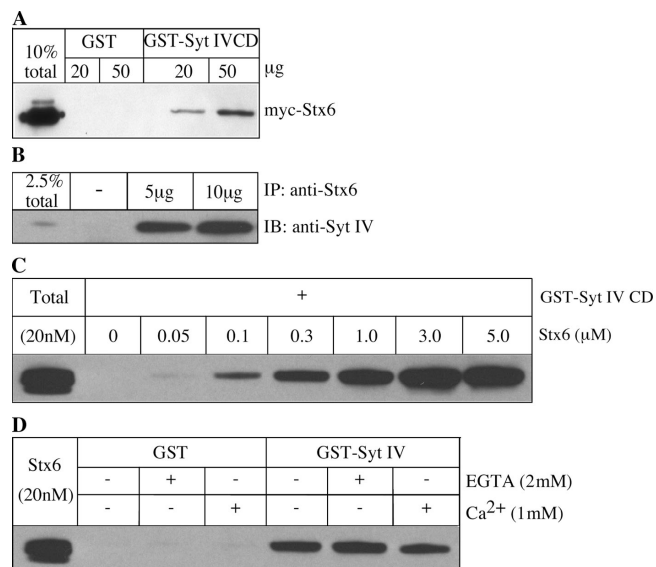 A
10% total GST GST-Syt IVCD
20 50 20 50 µg
myc-Stx6
B
2.5% total - 5µg 10µg IP: anti-Stx6
IB: anti-Syt IV
C
Total + GST-Syt IV CD
(20nM) 0 0.05 0.1 0.3 1.0 3.0 5.0 Stx6 (µM)
D
Stx6 (20nM) GST GST-Syt IV
- + - - + - EGTA (2mM)
- - + - - + Ca2+ (1mM)